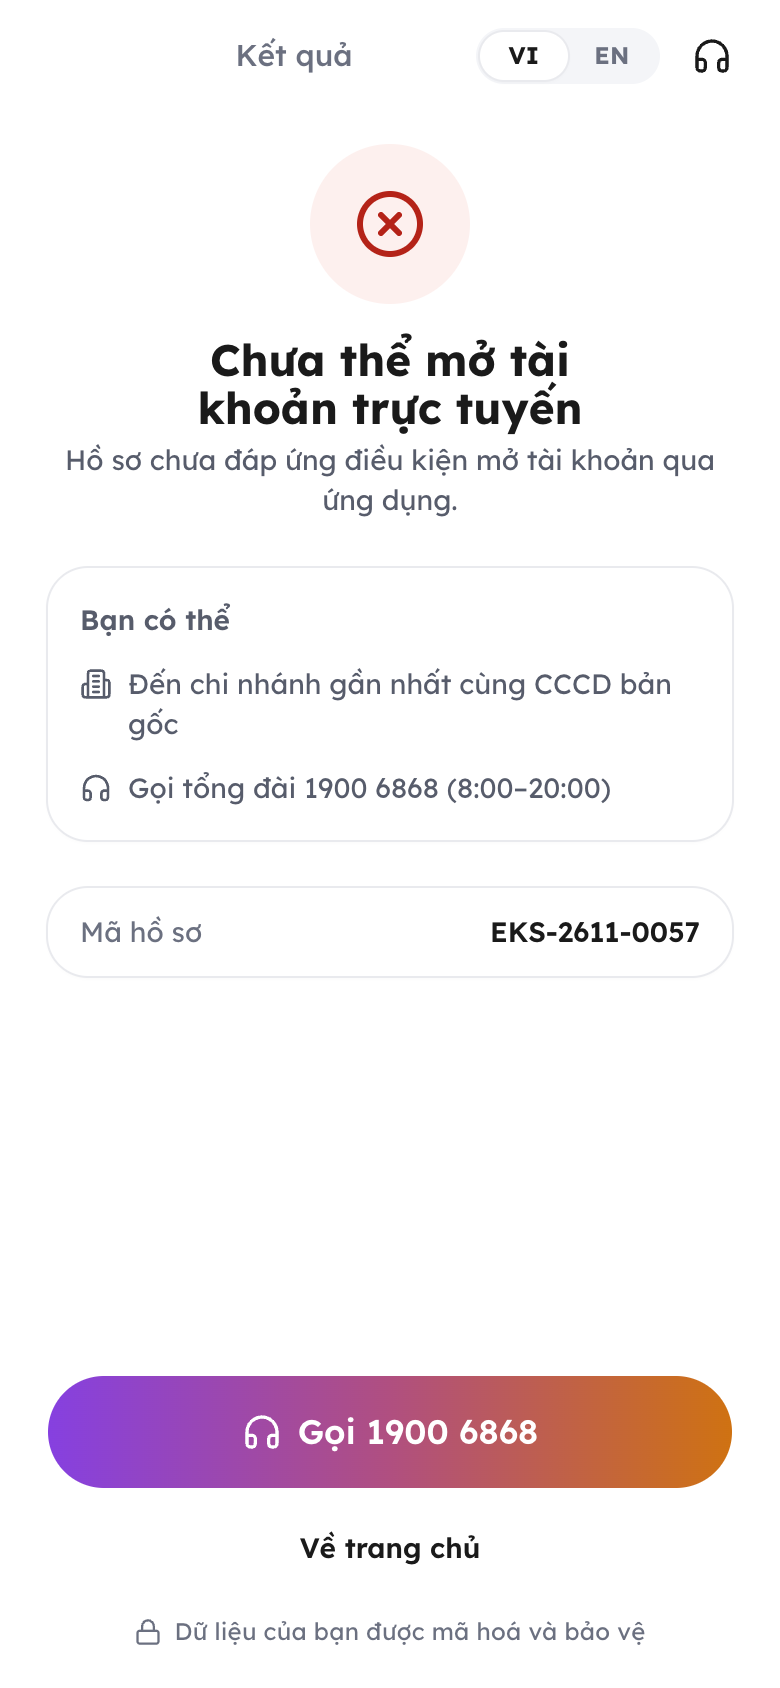 Kết quả
VI
EN
Chưa thể mở tài
khoản trực tuyến
Hồ sơ chưa đáp ứng điều kiện mở tài khoản qua
ứng dụng.
Bạn có thể
Đến chi nhánh gần nhất cùng CCCD bản
gốc
Gọi tổng đài 1900 6868 (8:00–20:00)
Mã hồ sơ
EKS-2611-0057
Gọi 1900 6868
Về trang chủ
Dữ liệu của bạn được mã hoá và bảo vệ